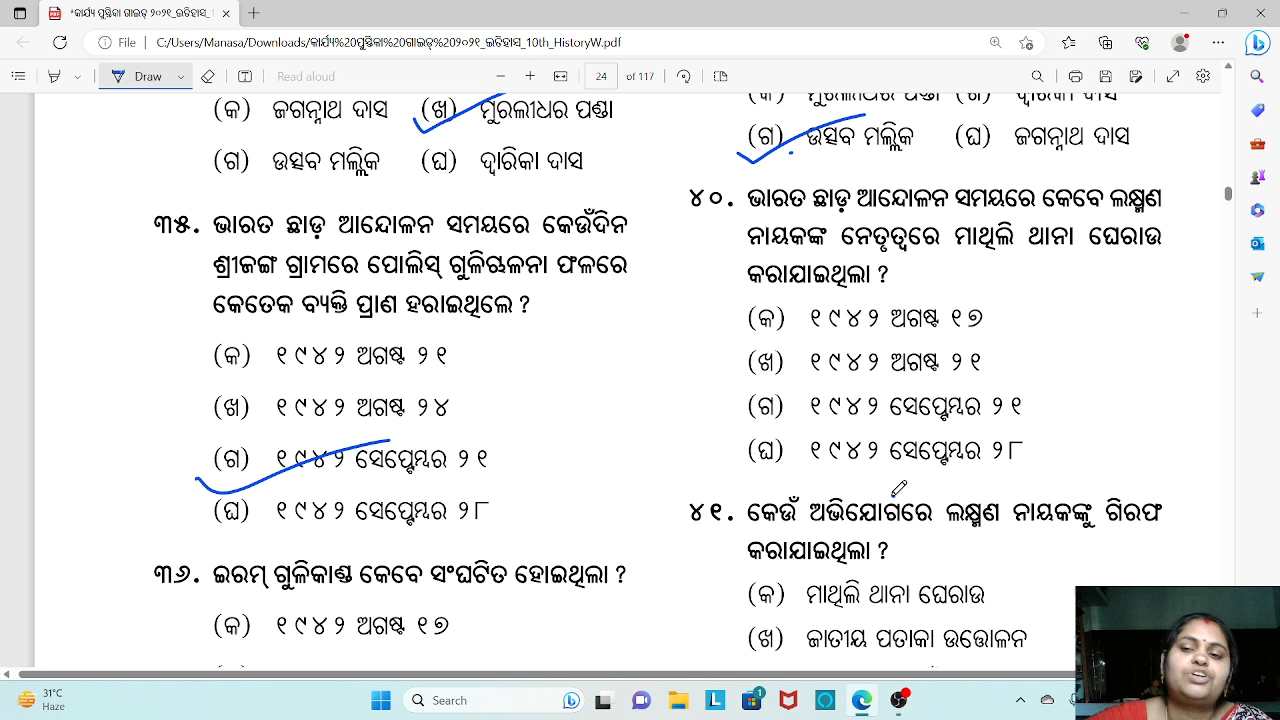 *କାର୍ଯ୍ୟ ପୁସ୍ତିକା ଗାଇଡ୍ ୨୦୨୧_ଇତିହାସ_1
File
C:/Users/Manasa/Downloads/କାର୍ଯ୍ୟ%20ପୁସ୍ତିକା%20ଗାଇଡ୍%20୨୦୨୧_ଇତିହାସ_10th_HistoryW.pdf
Draw
Read aloud
24
of 117
(କ) ଜଗନ୍ନାଥ ଦାସ (ଖ) ମୁରଲୀଧର ପଣ୍ଡା
(ଗ) ଉତ୍ସବ ମଲ୍ଲିକ (ଘ) ଦ୍ୱାରିକା ଦାସ
୩୫. ଭାରତ ଛାଡ଼ ଆନ୍ଦୋଳନ ସମୟରେ କେଉଁଦିନ
ଶ୍ରୀଜଙ୍ଗ ଗ୍ରାମରେ ପୋଲିସ୍ ଗୁଳିଚାଳନା ଫଳରେ
କେତେକ ବ୍ୟକ୍ତି ପ୍ରାଣ ହରାଇଥିଲେ ?
(କ) ୧୯୪୨ ଅଗଷ୍ଟ ୨୧
(ଖ) ୧୯୪୨ ଅଗଷ୍ଟ ୨୪
(ଗ) ୧୯୪୨ ସେପ୍ଟେମ୍ବର ୨୧
(ଘ) ୧୯୪୨ ସେପ୍ଟେମ୍ବର ୨୮
୩୬. ଇରମ୍ ଗୁଳିକାଣ୍ଡ କେବେ ସଂଘଟିତ ହୋଇଥିଲା ?
(କ) ୧୯୪୨ ଅଗଷ୍ଟ ୧୭
(କ) ମୁରଲୀଧର ପଣ୍ଡା (ଖ) ଦ୍ୱାରିକା ଦାସ
(ଗ) ଉତ୍ସବ ମଲ୍ଲିକ (ଘ) ଜଗନ୍ନାଥ ଦାସ
୪୦. ଭାରତ ଛାଡ଼ ଆନ୍ଦୋଳନ ସମୟରେ କେବେ ଲକ୍ଷ୍ମଣ
ନାୟକଙ୍କ ନେତୃତ୍ୱରେ ମାଥିଲି ଥାନା ଘେରାଉ
କରାଯାଇଥିଲା ?
(କ) ୧୯୪୨ ଅଗଷ୍ଟ ୧୭
(ଖ) ୧୯୪୨ ଅଗଷ୍ଟ ୨୧
(ଗ) ୧୯୪୨ ସେପ୍ଟେମ୍ବର ୨୧
(ଘ) ୧୯୪୨ ସେପ୍ଟେମ୍ବର ୨୮
୪୧. କେଉଁ ଅଭିଯୋଗରେ ଲକ୍ଷ୍ମଣ ନାୟକଙ୍କୁ ଗିରଫ
କରାଯାଇଥିଲା ?
(କ) ମାଥିଲି ଥାନା ଘେରାଉ
(ଖ) ଜାତୀୟ ପତାକା ଉତ୍ତୋଳନ
31°C
Haze
Search